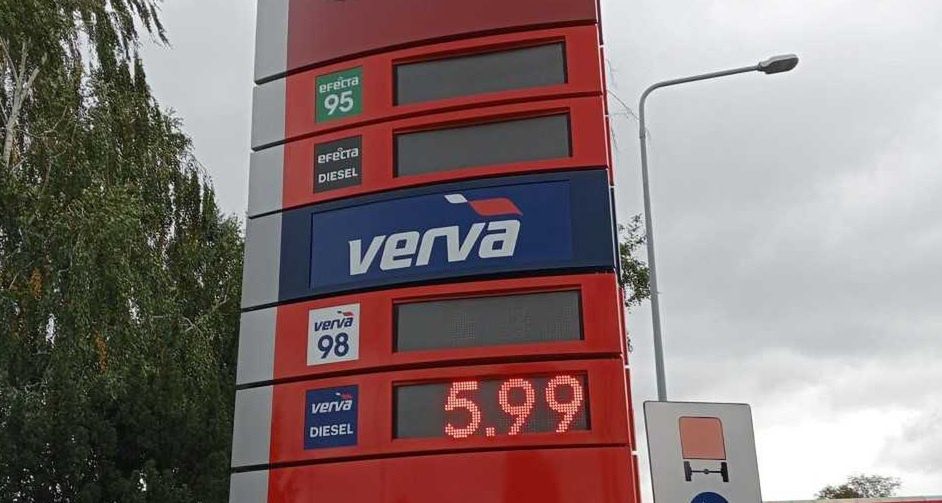 efecta
95
efecta
DIESEL
verva
verva
98
verva
DIESEL
5.99